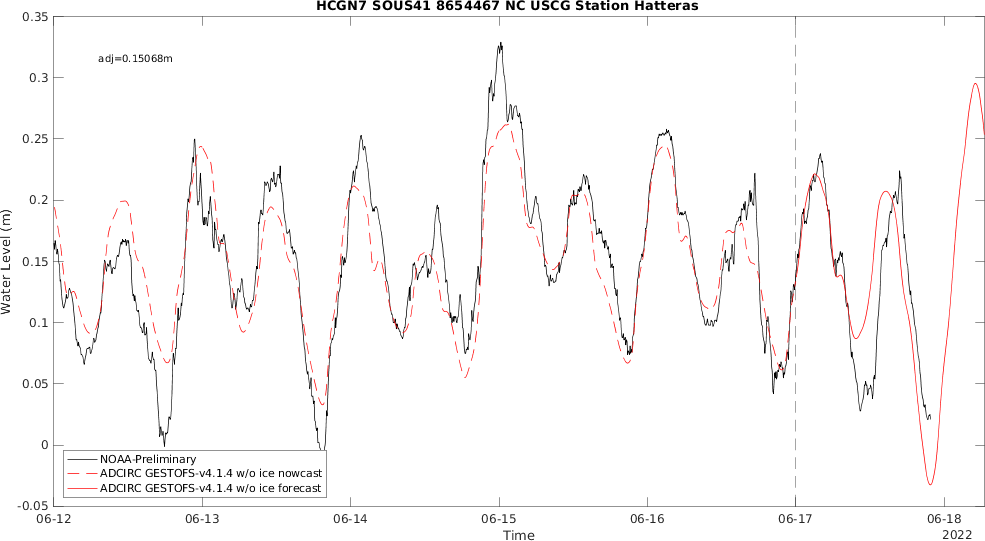 HCGN7 SOUS41 8654467 NC USCG Station Hatteras
0.35
adj=0.15068m
0.3
0.25
0.2
0.15
0.1
0.05
0
-0.05
Water Level (m)
NOAA-Preliminary
ADCIRC GESTOFS-v4.1.4 w/o ice nowcast
ADCIRC GESTOFS-v4.1.4 w/o ice forecast
06-12 06-13 06-14 06-15 06-16 06-17 06-18
Time
2022